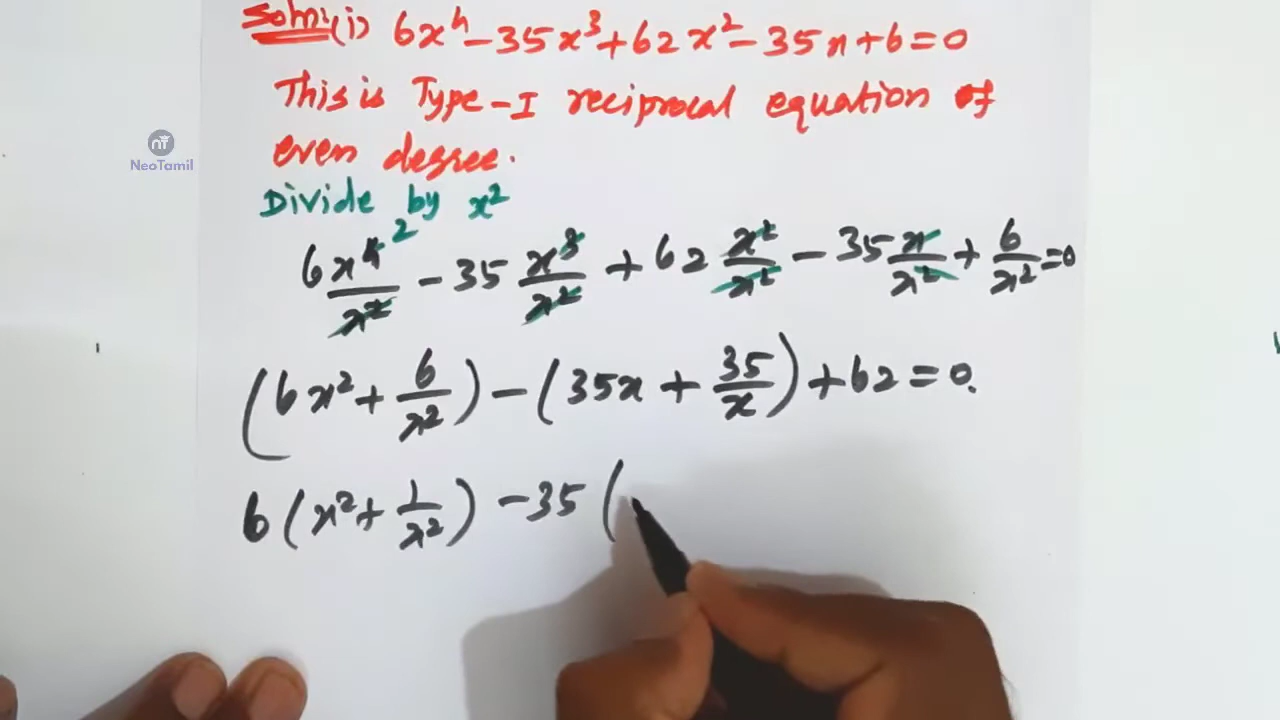 Soln: (i) 6x⁴ - 35x³ + 62x² - 35x + 6 = 0
This is Type-I reciprocal equation of
even degree.
NeoTamil
Divide by x²
6x⁴/x² 2 - 35 x³/x² + 62 x²/x² - 35 x/x² + 6/x² = 0
(6x² + 6/x²) - (35x + 35/x) + 62 = 0.
6(x² + 1/x²) - 35(